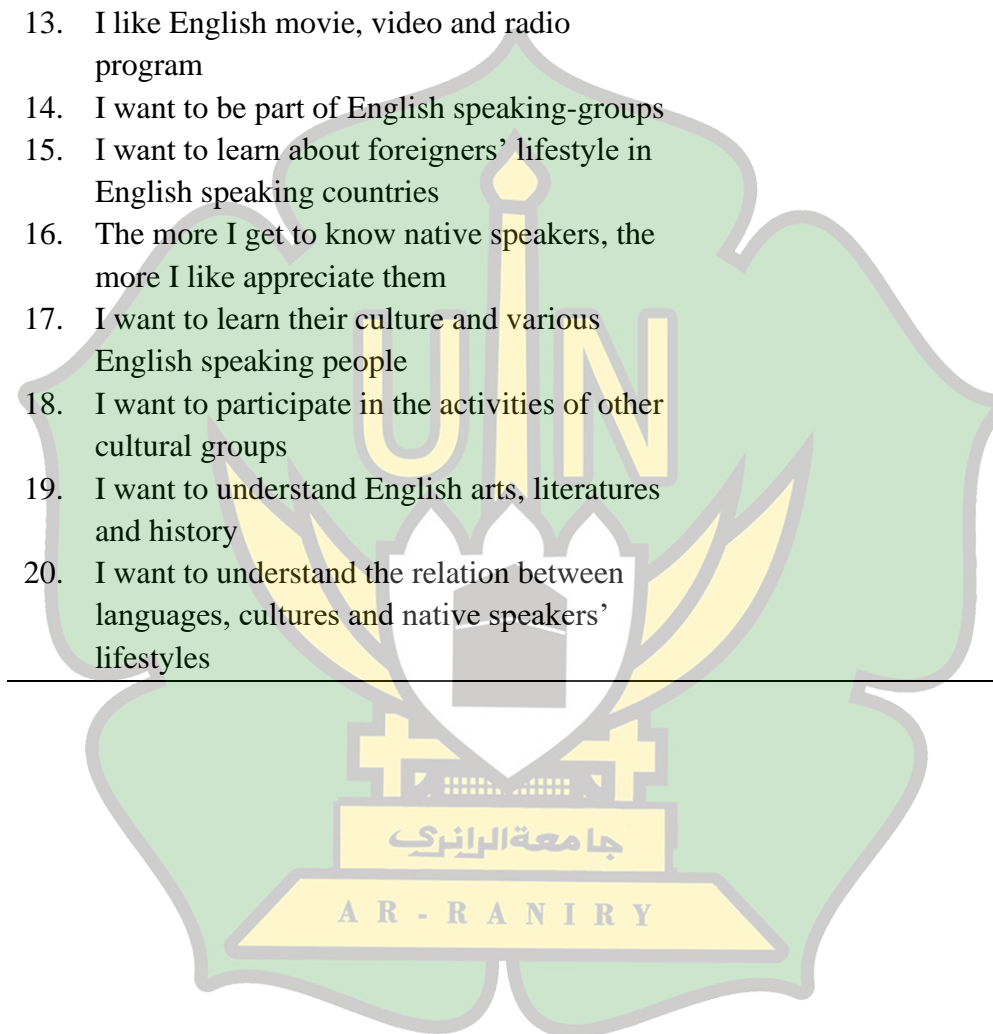 13. I like English movie, video and radio
program
14. I want to be part of English speaking-groups
15. I want to learn about foreigners’ lifestyle in
English speaking countries
16. The more I get to know native speakers, the
more I like appreciate them
17. I want to learn their culture and various
English speaking people
18. I want to participate in the activities of other
cultural groups
19. I want to understand English arts, literatures
and history
20. I want to understand the relation between
languages, cultures and native speakers’
lifestyles
UIN
جامعة الرانري
AR-RANIRY